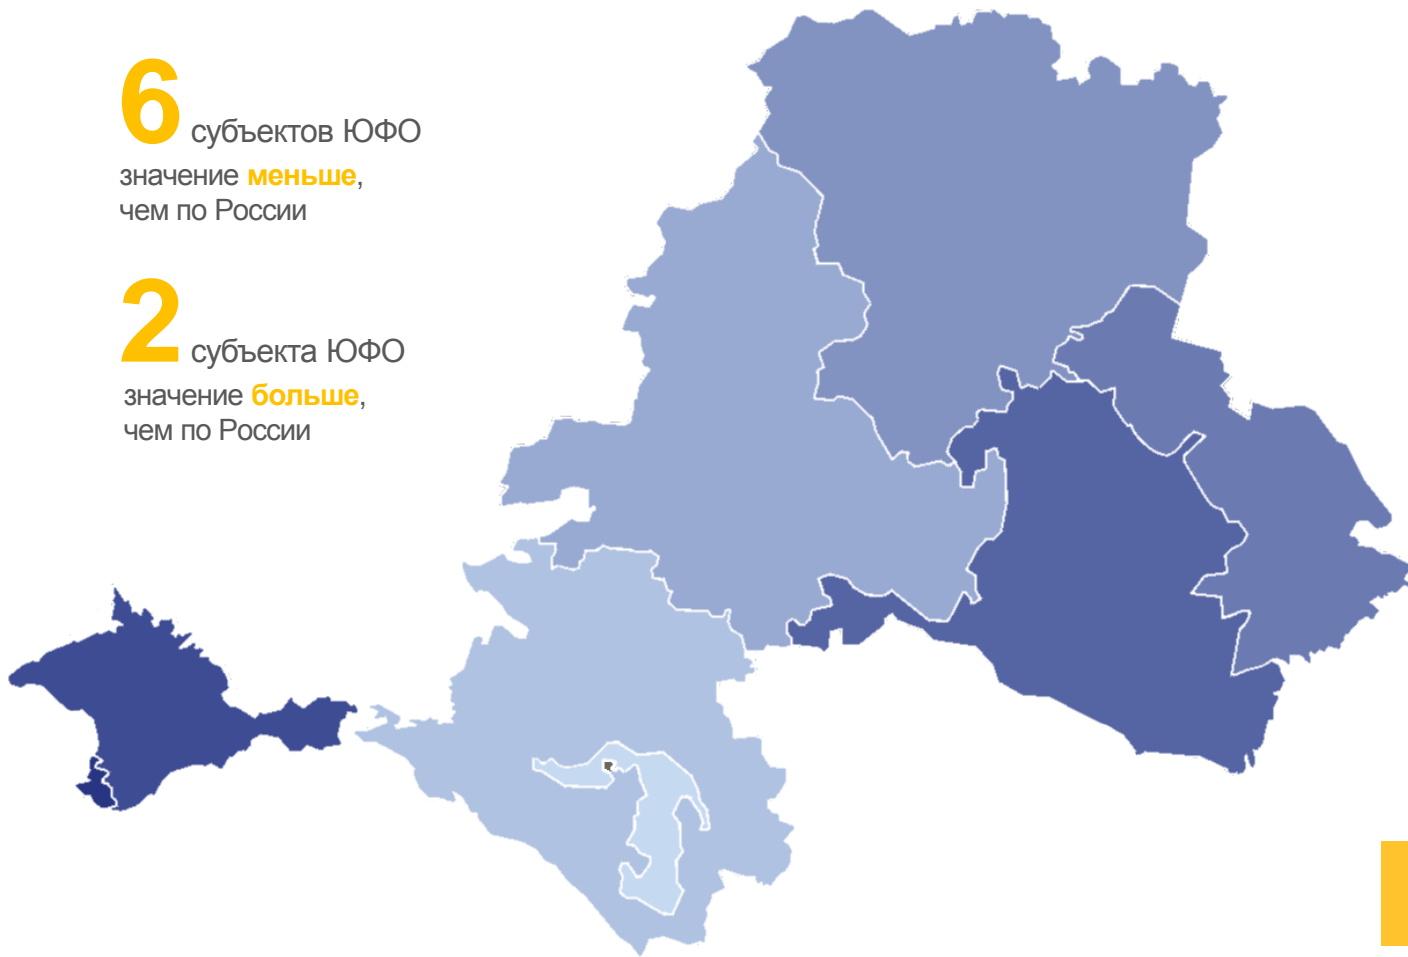 6 субъектов ЮФО
значение меньше,
чем по России
2 субъекта ЮФО
значение больше,
чем по России